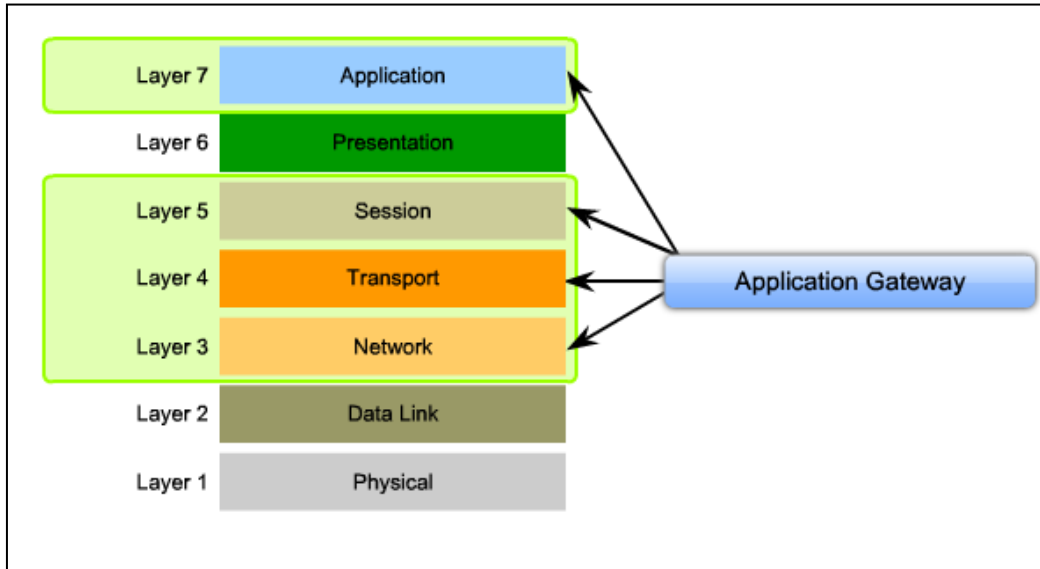 Layer 7 Application
Layer 6 Presentation
Layer 5 Session
Layer 4 Transport
Application Gateway
Layer 3 Network
Layer 2 Data Link
Layer 1 Physical